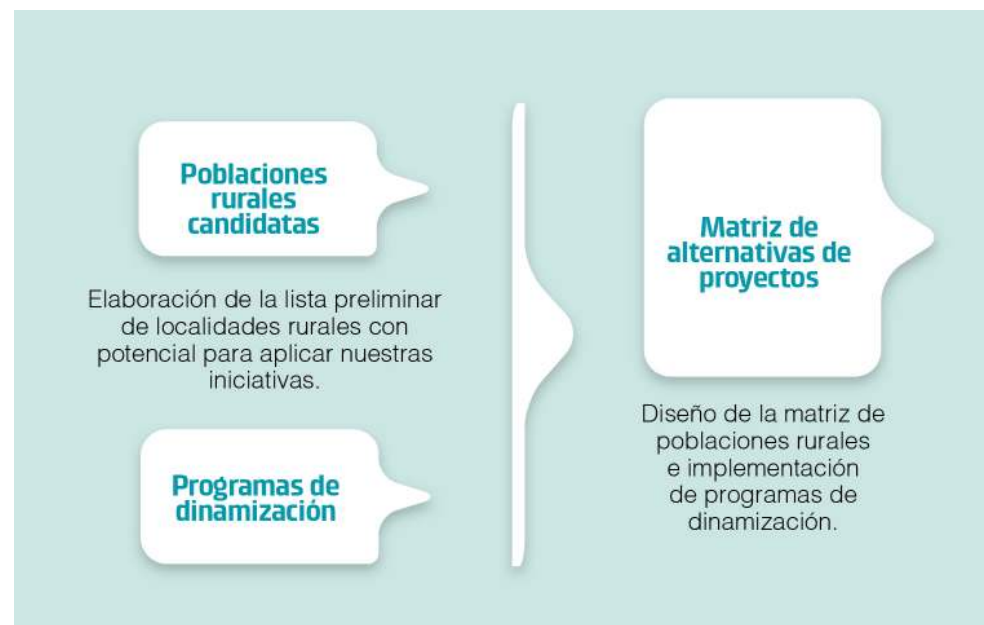 Poblaciones
rurales
candidatas
Elaboración de la lista preliminar
de localidades rurales con
potencial para aplicar nuestras
iniciativas.
Programas de
dinamización
Matriz de
alternativas de
proyectos
Diseño de la matriz de
poblaciones rurales
e implementación
de programas de
dinamización.